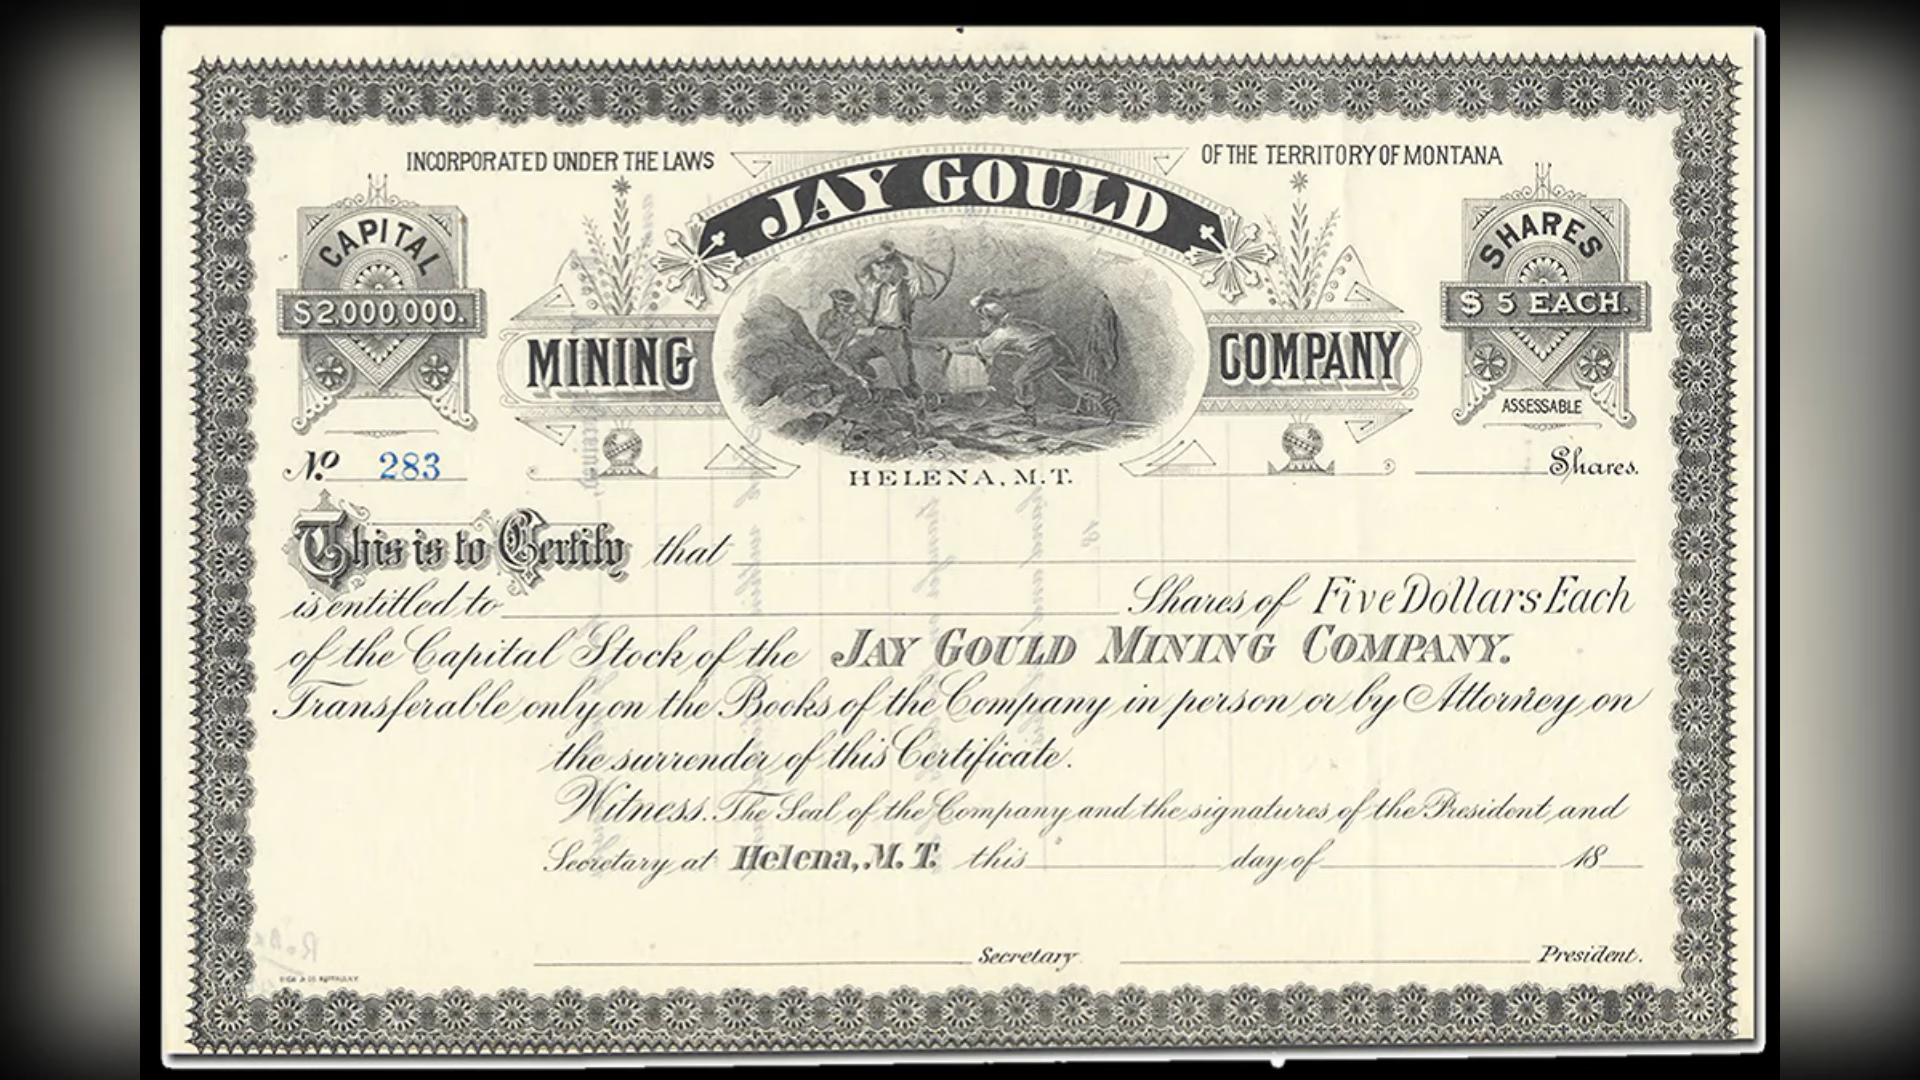 INCORPORATED UNDER THE LAWS
OF THE TERRITORY OF MONTANA
JAY GOULD
MINING COMPANY
CAPITAL
$2,000,000.
SHARES
$ 5 EACH.
ASSESSABLE
No 283
HELENA, M.T.
Shares.
This is to Certify that
is entitled to Shares of Five Dollars Each
of the Capital Stock of the JAY GOULD MINING COMPANY.
Transferable only on the Books of the Company in person or by Attorney on
the surrender of this Certificate.
Witness. The Seal of the Company and the signatures of the President and
Secretary at Helena, M.T. this day of 18
Secretary. President.